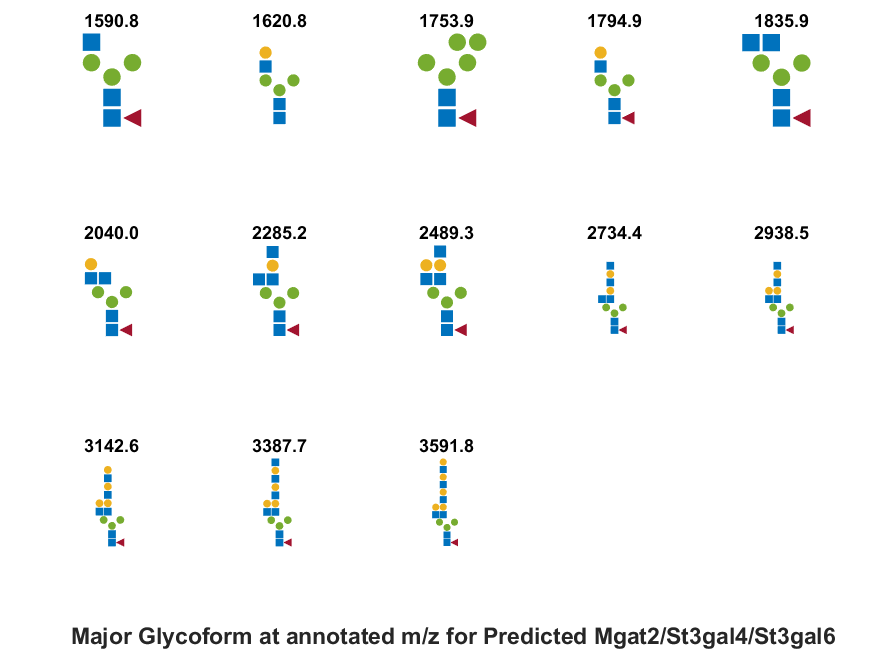 1590.8 1620.8 1753.9 1794.9 1835.9
2040.0 2285.2 2489.3 2734.4 2938.5
3142.6 3387.7 3591.8
Major Glycoform at annotated m/z for Predicted Mgat2/St3gal4/St3gal6